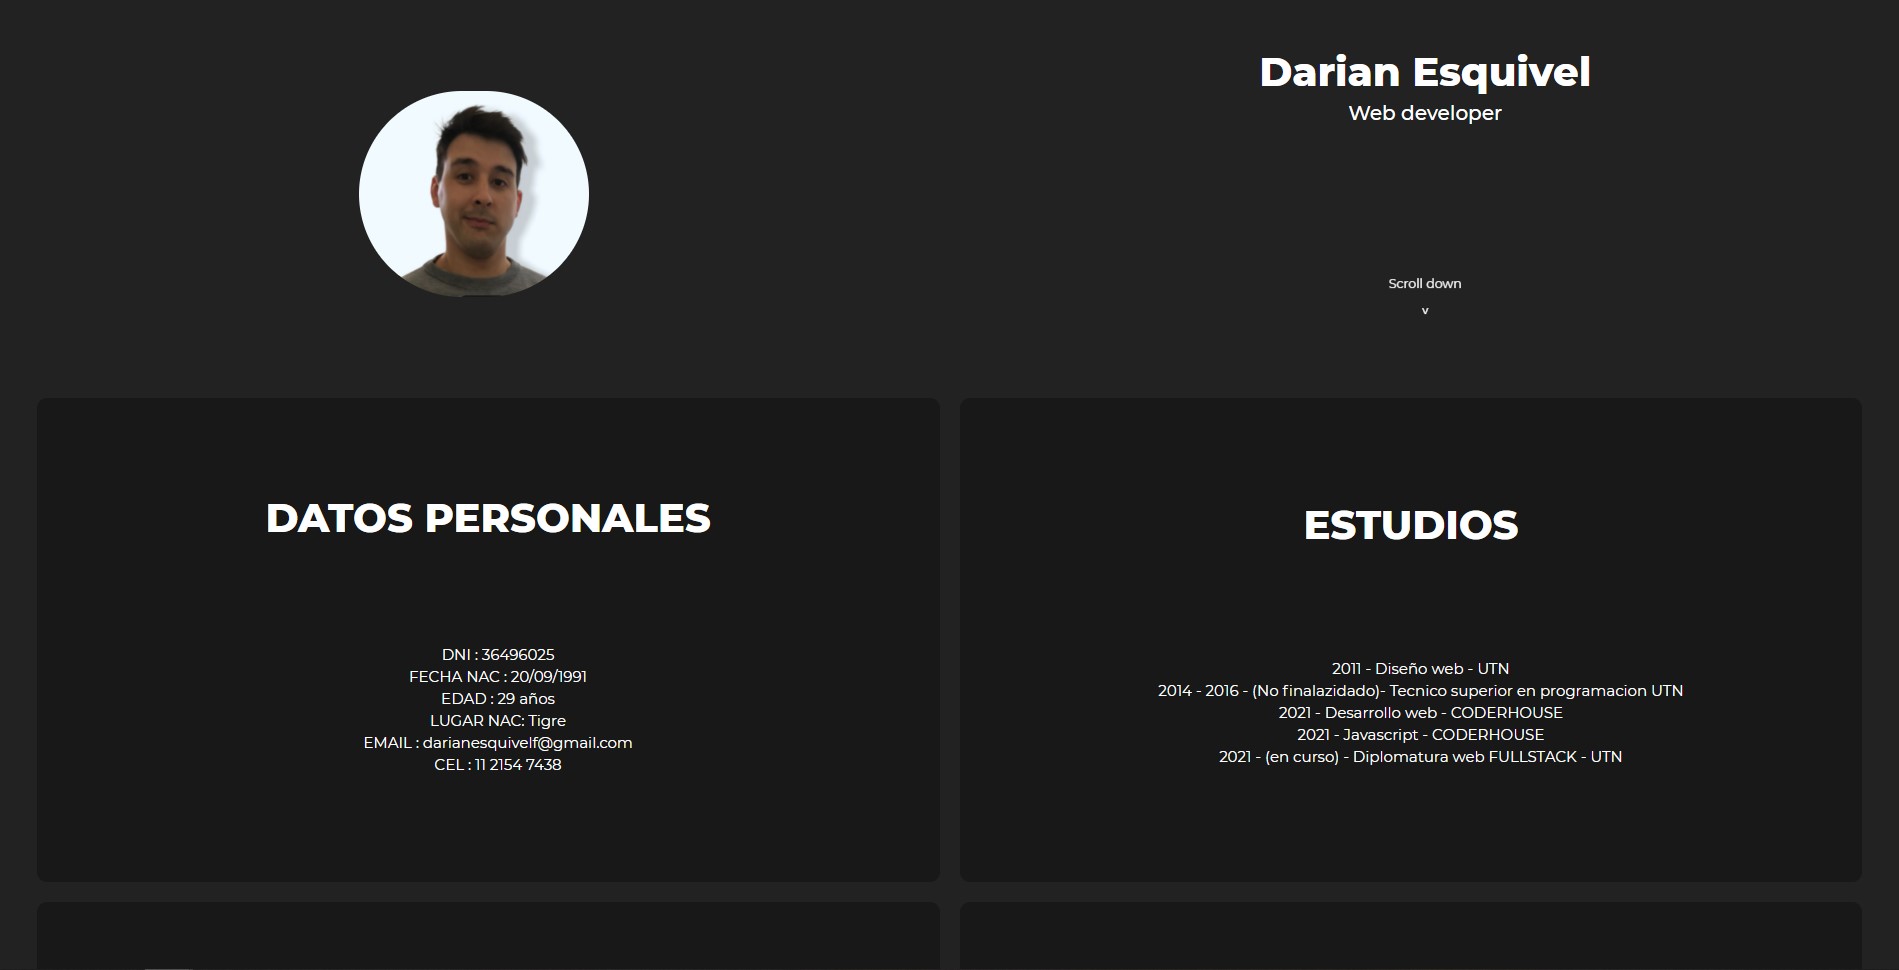 Darian Esquivel
Web developer
Scroll down
v
DATOS PERSONALES
DNI : 36496025
FECHA NAC : 20/09/1991
EDAD : 29 años
LUGAR NAC: Tigre
EMAIL : darianesquivelf@gmail.com
CEL : 11 2154 7438
ESTUDIOS
2011 - Diseño web - UTN
2014 - 2016 - (No finalazidado)- Tecnico superior en programacion UTN
2021 - Desarrollo web - CODERHOUSE
2021 - Javascript - CODERHOUSE
2021 - (en curso) - Diplomatura web FULLSTACK - UTN